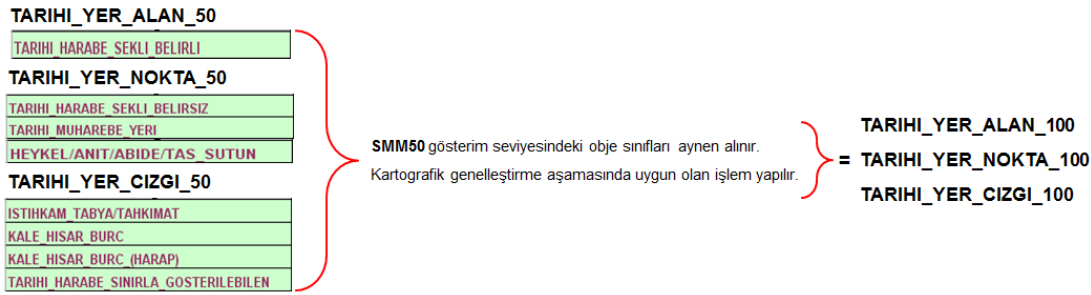 TARIHI_YER_ALAN_50
TARIHI_HARABE_SEKLI_BELIRLI
TARIHI_YER_NOKTA_50
TARIHI_HARABE_SEKLI_BELIRSIZ
TARIHI_MUHAREBE_YERI
HEYKEL/ANIT/ABIDE/TAS_SUTUN
TARIHI_YER_CIZGI_50
ISTIHKAM_TABYA/TAHKIMAT
KALE_HISAR_BURC
KALE_HISAR_BURC_(HARAP)
TARIHI_HARABE_SINIRLA_GOSTERILEBILEN
SMM50 gösterim seviyesindeki obje sınıfları aynen alınır.
Kartografik genelleştirme aşamasında uygun olan işlem yapılır.
TARIHI_YER_ALAN_100
= TARIHI_YER_NOKTA_100
TARIHI_YER_CIZGI_100